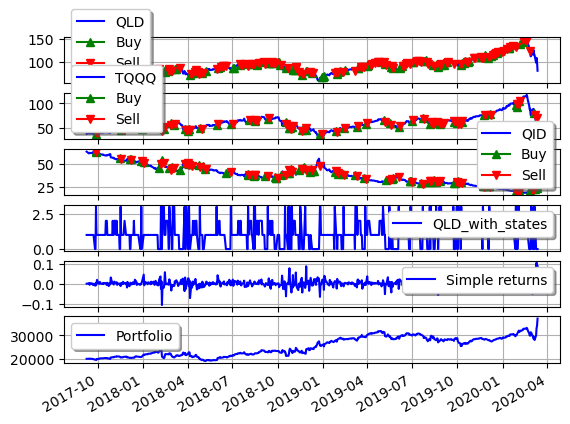 QLD
Buy
Sell
150
100
TQQQ
Buy
Sell
100
50
QID
Buy
Sell
50
25
QLD_with_states
2.5
0.0
Simple returns
0.1
0.0
−0.1
Portfolio
30000
20000
2017-10 2018-01 2018-04 2018-07 2018-10 2019-01 2019-04 2019-07 2019-10 2020-01 2020-04